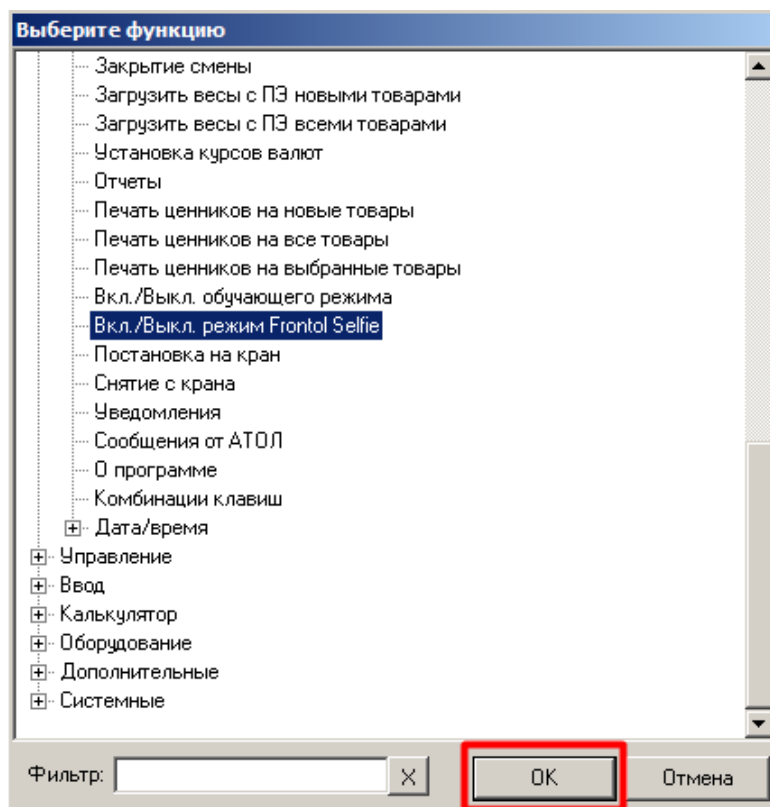 Выберите функцию
Закрытие смены
Загрузить весы с ПЭ новыми товарами
Загрузить весы с ПЭ всеми товарами
Установка курсов валют
Отчеты
Печать ценников на новые товары
Печать ценников на все товары
Печать ценников на выбранные товары
Вкл./Выкл. обучающего режима
Вкл./Выкл. режим Frontol Selfie
Постановка на кран
Снятие с крана
Уведомления
Сообщения от АТОЛ
О программе
Комбинации клавиш
Дата/время
Управление
Ввод
Калькулятор
Оборудование
Дополнительные
Системные
Фильтр: X OK Отмена